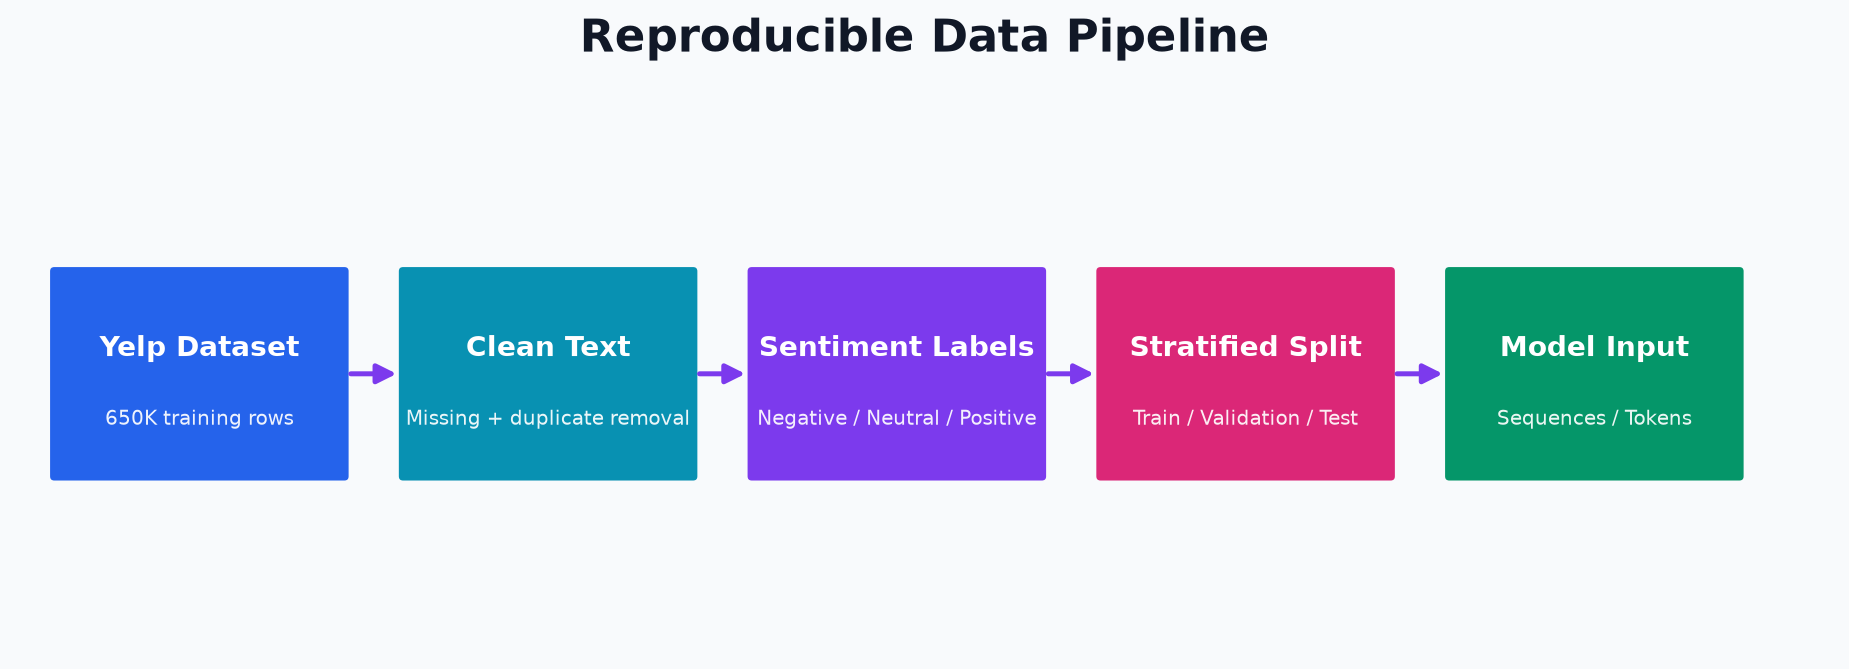 Reproducible Data Pipeline
Yelp Dataset
650K training rows
Clean Text
Missing + duplicate removal
Sentiment Labels
Negative / Neutral / Positive
Stratified Split
Train / Validation / Test
Model Input
Sequences / Tokens